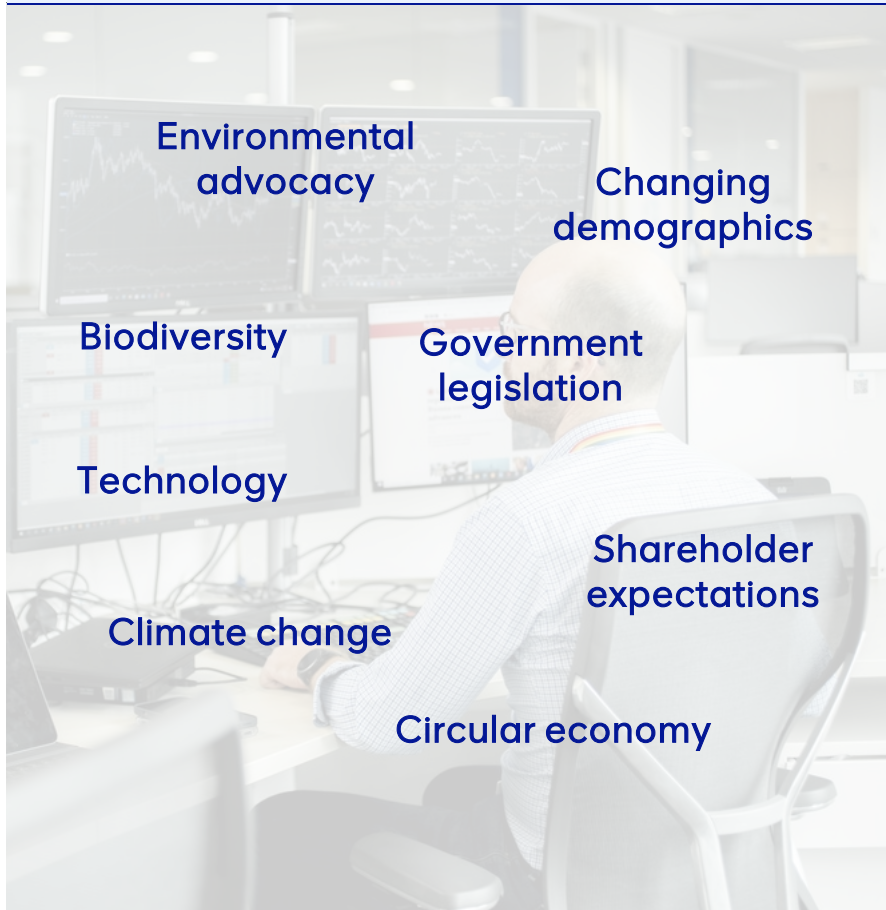 Environmental
advocacy
Changing
demographics
Biodiversity
Government
legislation
Technology
Shareholder
expectations
Climate change
Circular economy